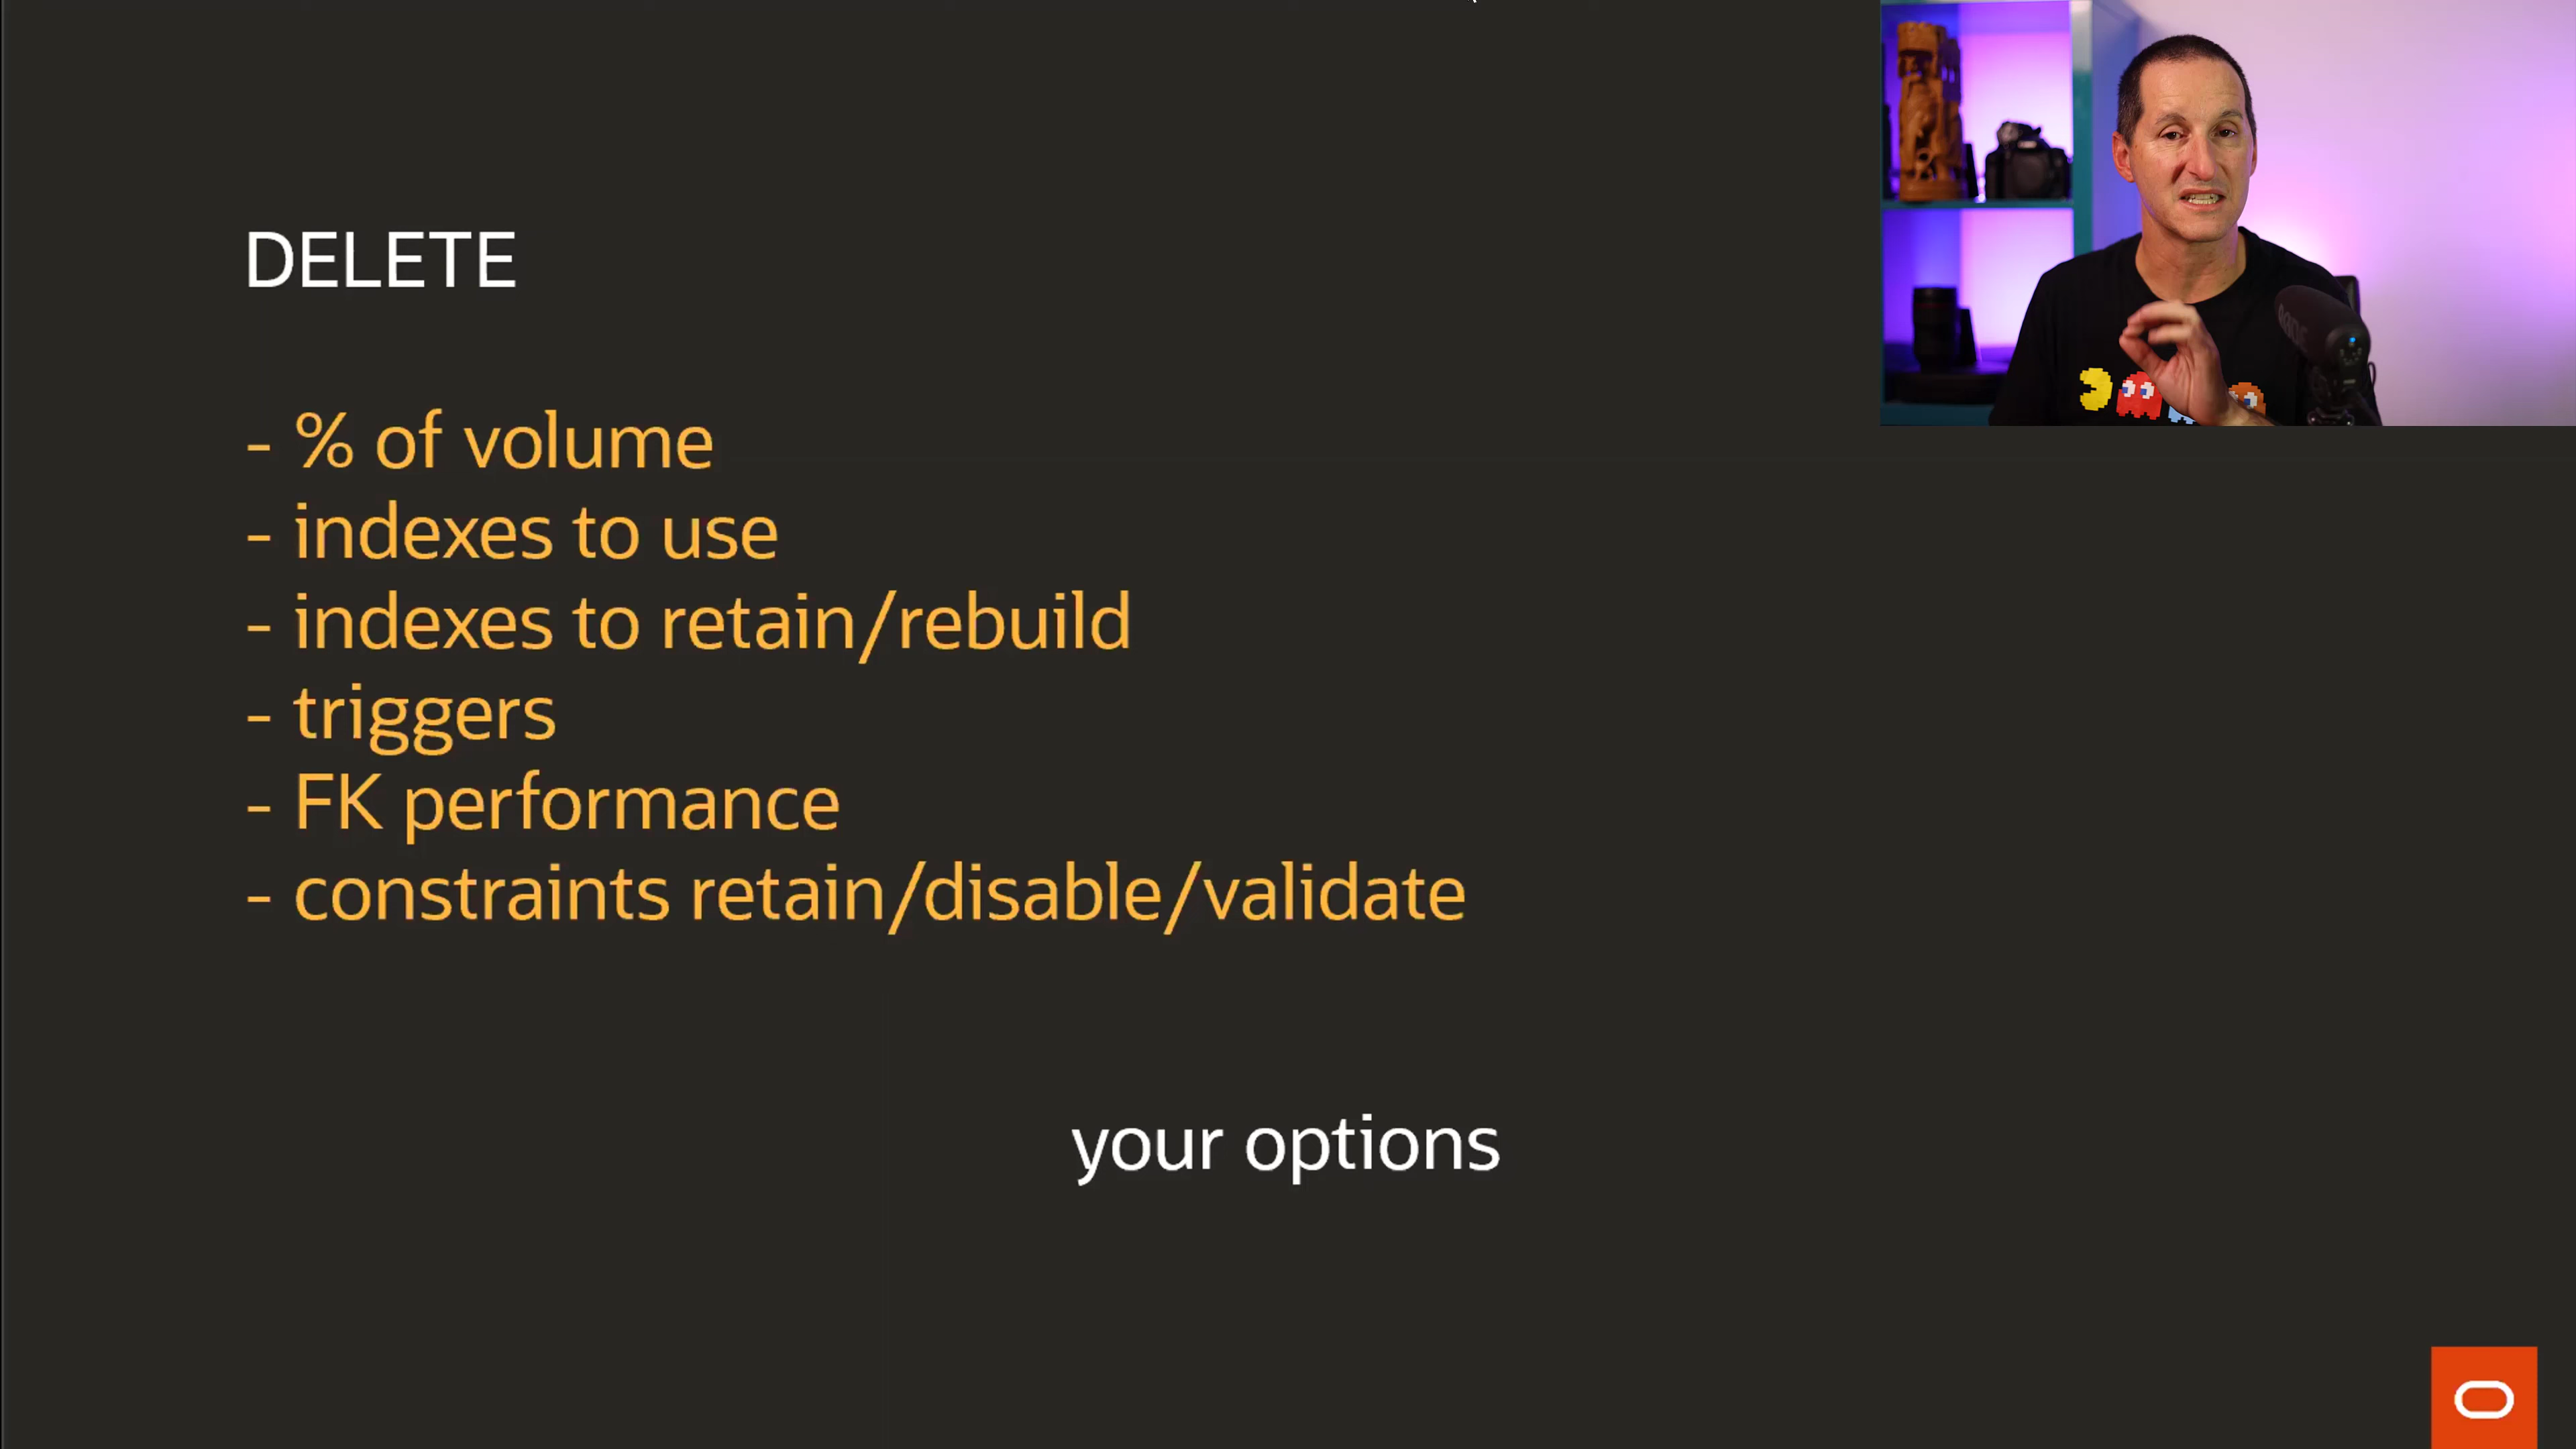 DELETE
- % of volume
- indexes to use
- indexes to retain/rebuild
- triggers
- FK performance
- constraints retain/disable/validate
your options